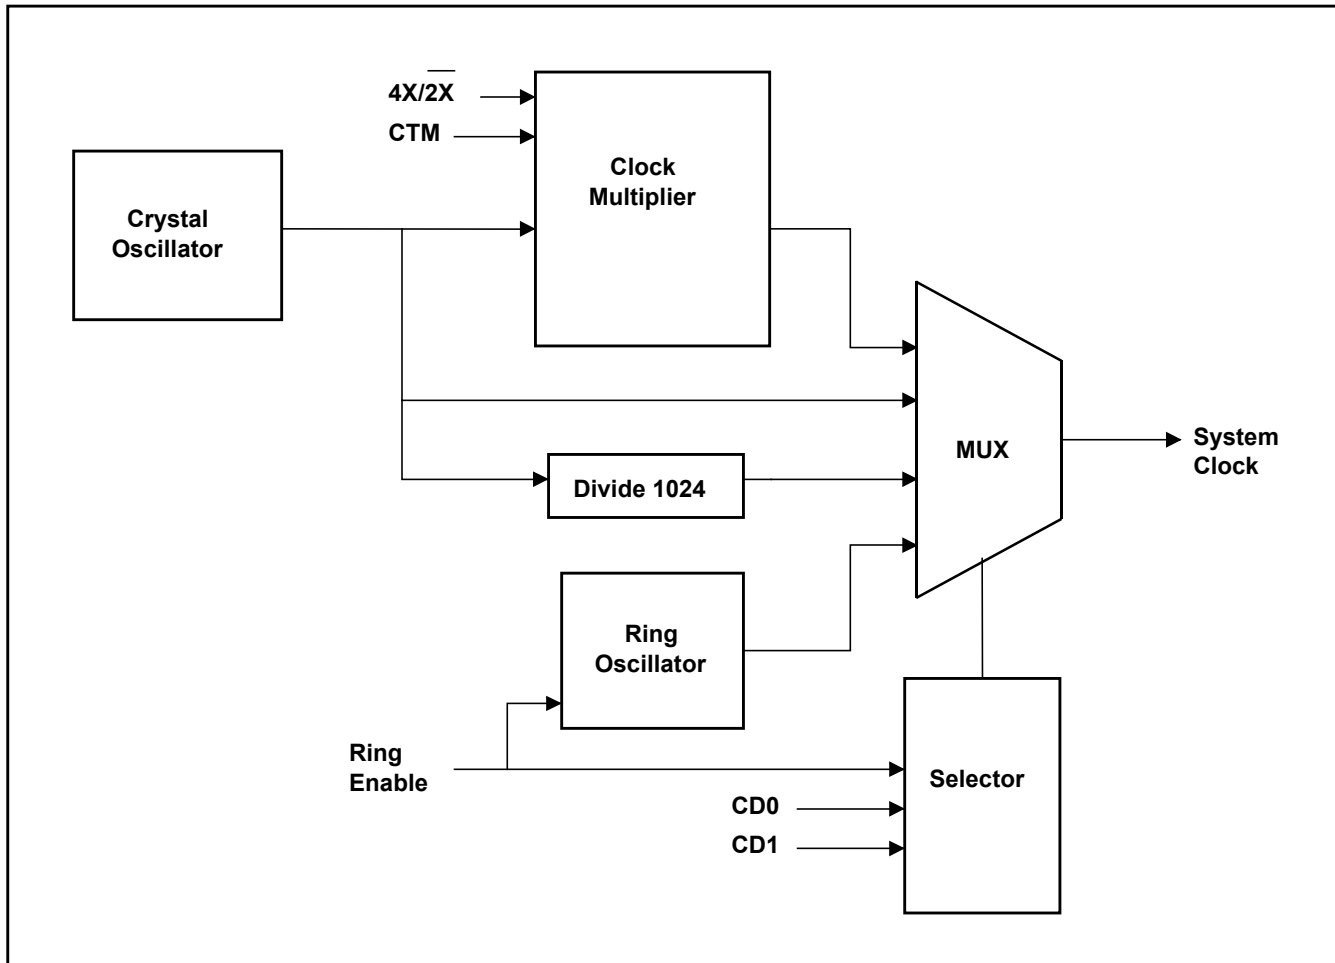 4X/2X
CTM
Clock
Multiplier
Crystal
Oscillator
System
Clock
MUX
Divide 1024
Ring
Oscillator
Ring
Enable
Selector
CD0
CD1